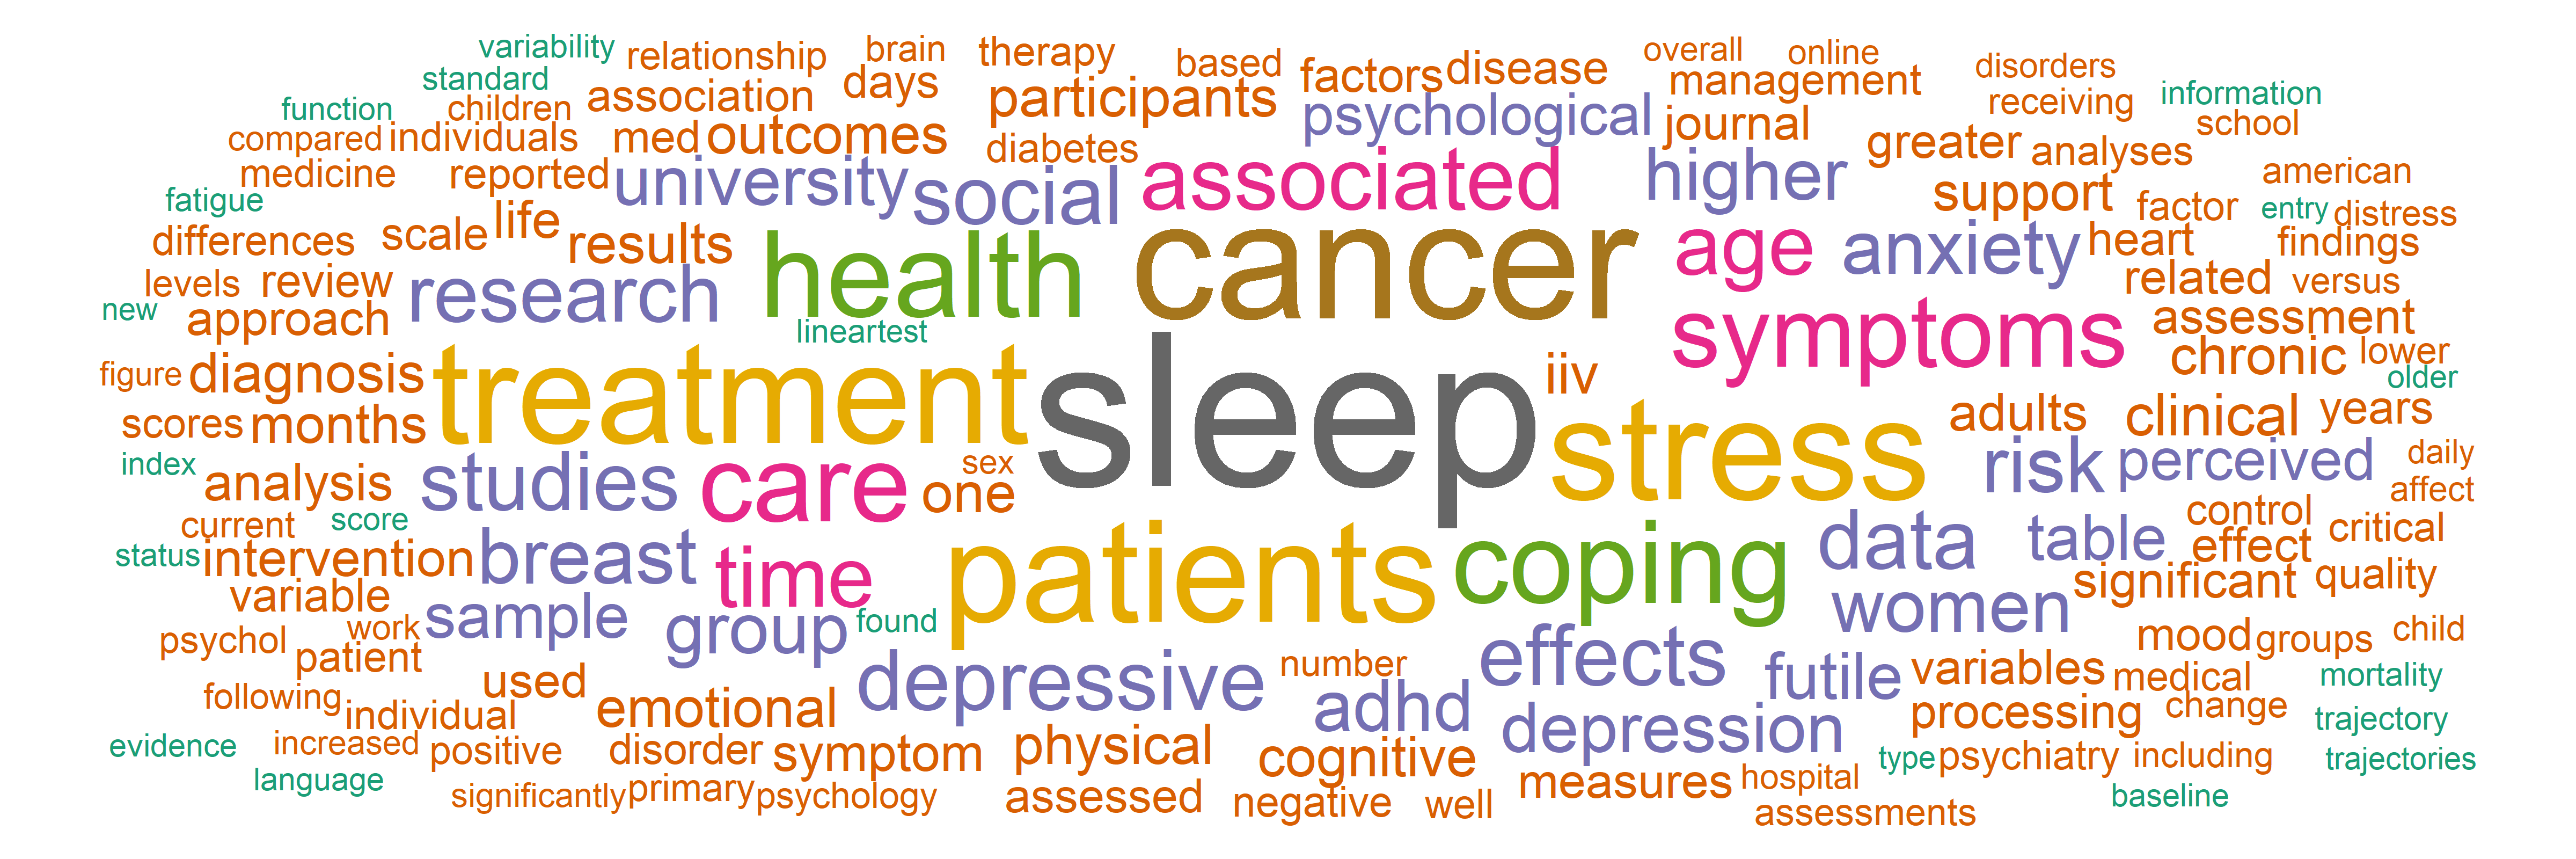 variability relationship brain therapy based factors disease overall online disorders
standard association days participants psychological management receiving information
function children med outcomes diabetes journal greater analyses school
compared individuals university social associated higher support american
medicine reported life results health cancer age anxiety heart factor entry distress
fatigue scale research lineartest symptoms related versus findings
differences review treatment sleep iiv stress assessment chronic lower
levels approach adults clinical years older
new diagnosis studies care sex one risk perceived daily
figure months breast time patients coping data table control critical affect
scores analysis sample group found women significant effect quality
index current score depressive number effects futile variables mood groups child
status intervention emotional adhd depression processing medical mortality
variable work used symptom physical cognitive measures type psychiatry change trajectory
psychol patient disorder assessed negative well hospital including trajectories
following individual positive primary psychology assessments baseline
evidence increased significantly
language